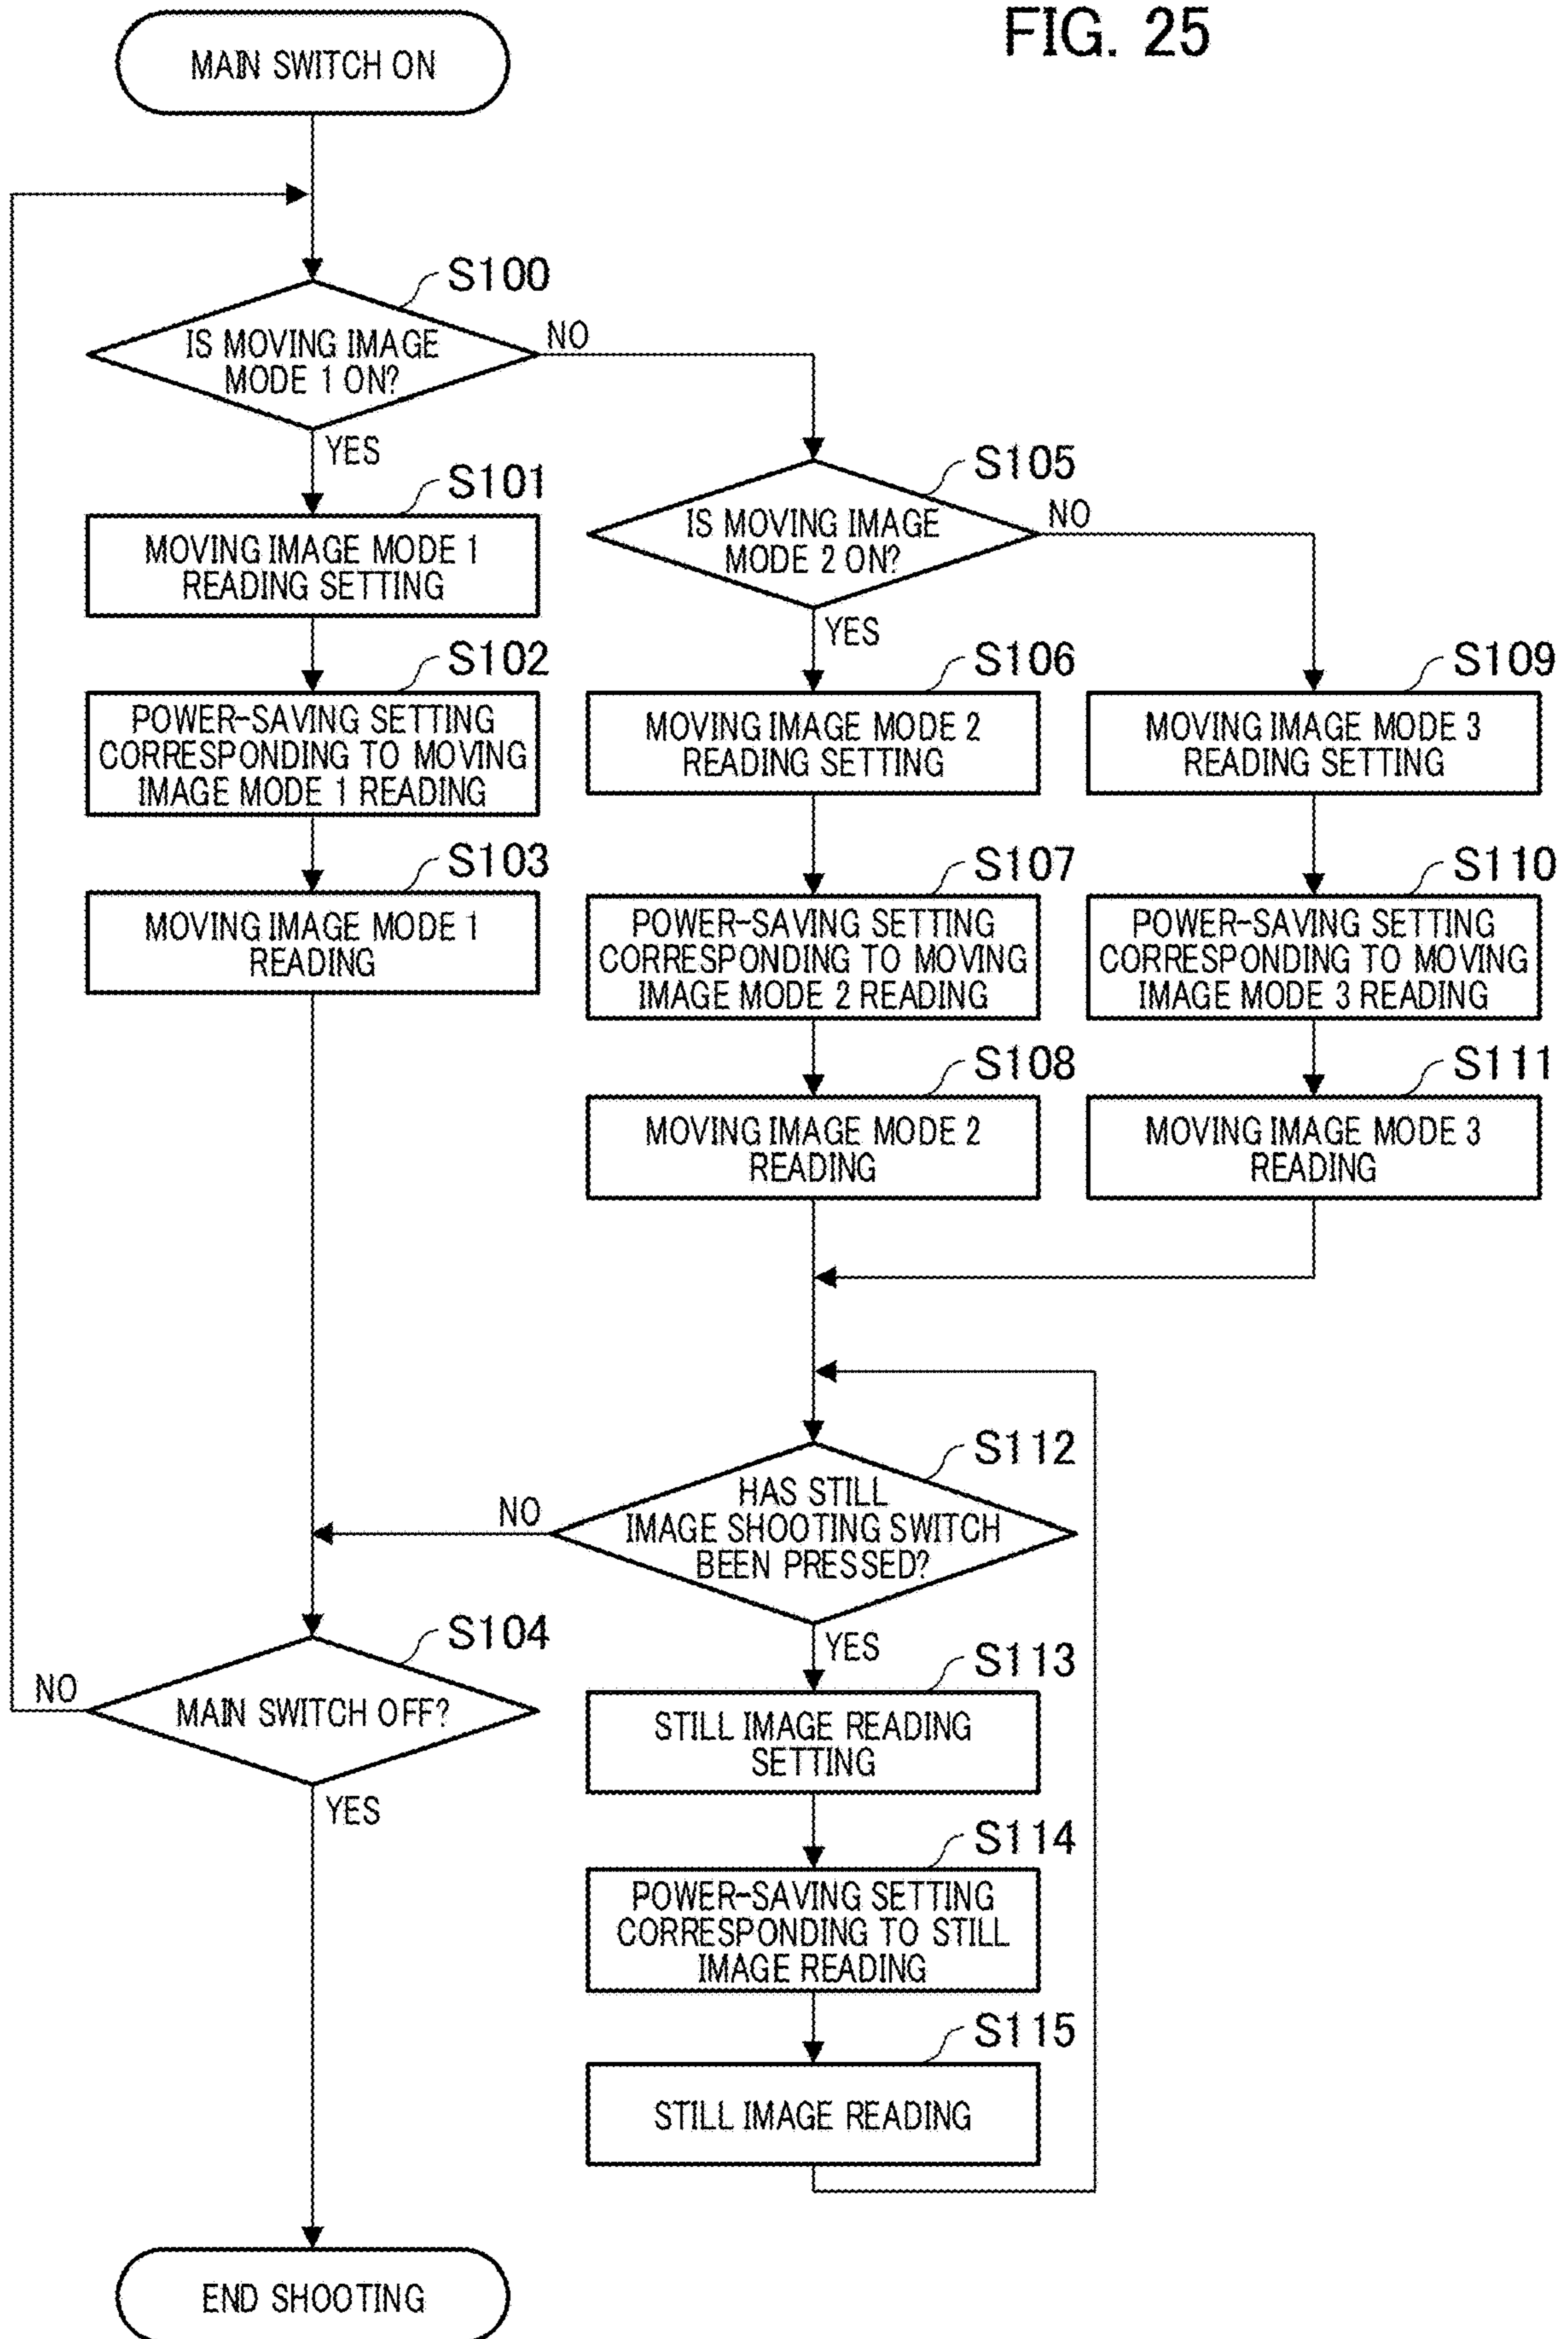 FIG. 25
MAIN SWITCH ON
S100
IS MOVING IMAGE
MODE 1 ON?
NO
YES
S101
MOVING IMAGE MODE 1
READING SETTING
S102
POWER-SAVING SETTING
CORRESPONDING TO MOVING
IMAGE MODE 1 READING
S103
MOVING IMAGE MODE 1
READING
S105
IS MOVING IMAGE
MODE 2 ON?
NO
YES
S106
MOVING IMAGE MODE 2
READING SETTING
S107
POWER-SAVING SETTING
CORRESPONDING TO MOVING
IMAGE MODE 2 READING
S108
MOVING IMAGE MODE 2
READING
S109
MOVING IMAGE MODE 3
READING SETTING
S110
POWER-SAVING SETTING
CORRESPONDING TO MOVING
IMAGE MODE 3 READING
S111
MOVING IMAGE MODE 3
READING
S112
HAS STILL
IMAGE SHOOTING SWITCH
BEEN PRESSED?
NO
YES
S104
MAIN SWITCH OFF?
NO
YES
S113
STILL IMAGE READING
SETTING
S114
POWER-SAVING SETTING
CORRESPONDING TO STILL
IMAGE READING
S115
STILL IMAGE READING
END SHOOTING